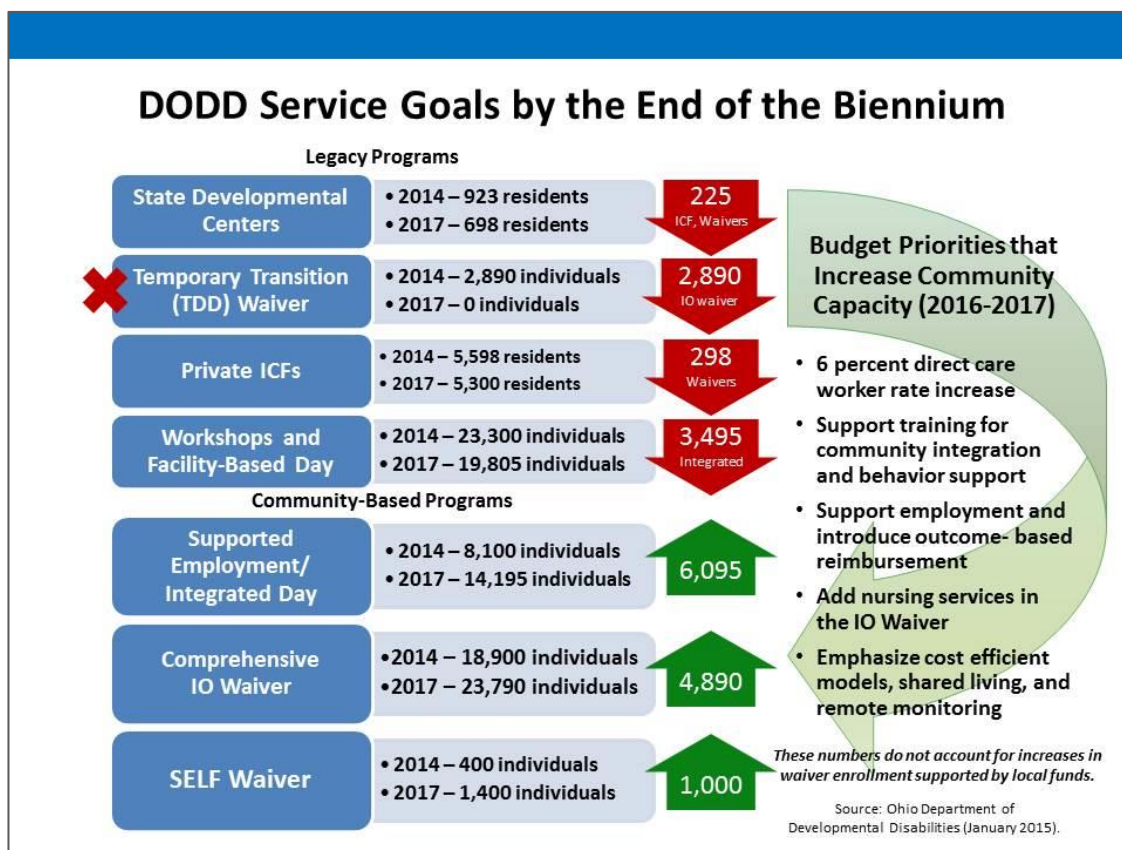 DODD Service Goals by the End of the Biennium
Legacy Programs
State Developmental
Centers
• 2014 – 923 residents
• 2017 – 698 residents
225
ICF, Waivers
Temporary Transition
(TDD) Waiver
• 2014 – 2,890 individuals
• 2017 – 0 individuals
2,890
IO waiver
Private ICFs
• 2014 – 5,598 residents
• 2017 – 5,300 residents
298
Waivers
Workshops and
Facility-Based Day
• 2014 – 23,300 individuals
• 2017 – 19,805 individuals
3,495
Integrated
Community-Based Programs
Supported
Employment/
Integrated Day
• 2014 – 8,100 individuals
• 2017 – 14,195 individuals
6,095
Comprehensive
IO Waiver
•2014 – 18,900 individuals
•2017 – 23,790 individuals
4,890
SELF Waiver
• 2014 – 400 individuals
• 2017 – 1,400 individuals
1,000
Budget Priorities that
Increase Community
Capacity (2016-2017)
• 6 percent direct care
worker rate increase
• Support training for
community integration
and behavior support
• Support employment and
introduce outcome- based
reimbursement
• Add nursing services in
the IO Waiver
• Emphasize cost efficient
models, shared living, and
remote monitoring
These numbers do not account for increases in
waiver enrollment supported by local funds.
Source: Ohio Department of
Developmental Disabilities (January 2015).